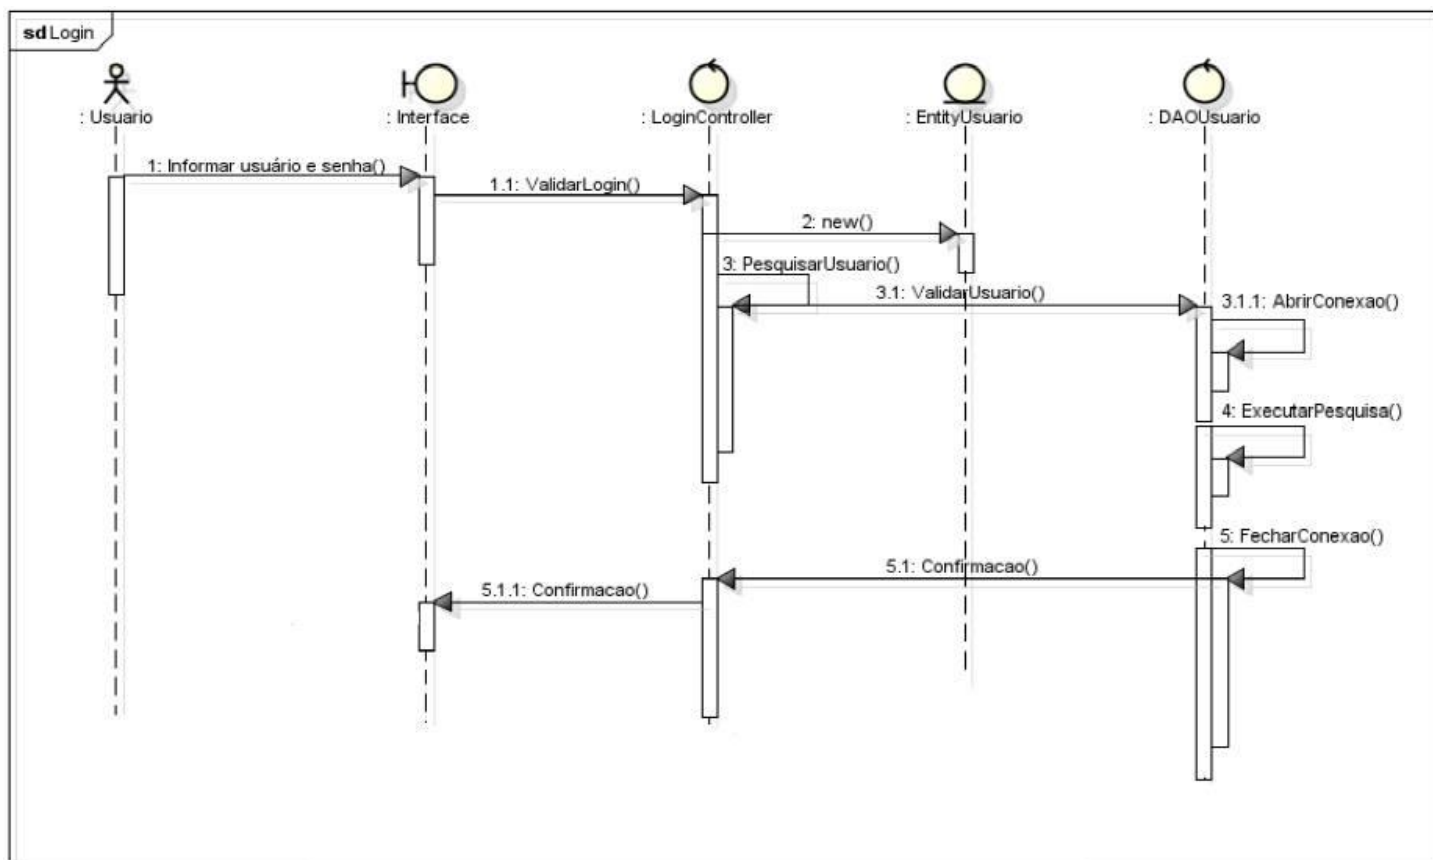 sd Login
: Usuario
: Interface
: LoginController
: EntityUsuario
: DAOUsuario
1: Informar usuário e senha()
1.1: ValidarLogin()
2: new()
3: PesquisarUsuario()
3.1: ValidarUsuario()
3.1.1: AbrirConexao()
4: ExecutarPesquisa()
5: FecharConexao()
5.1: Confirmacao()
5.1.1: Confirmacao()